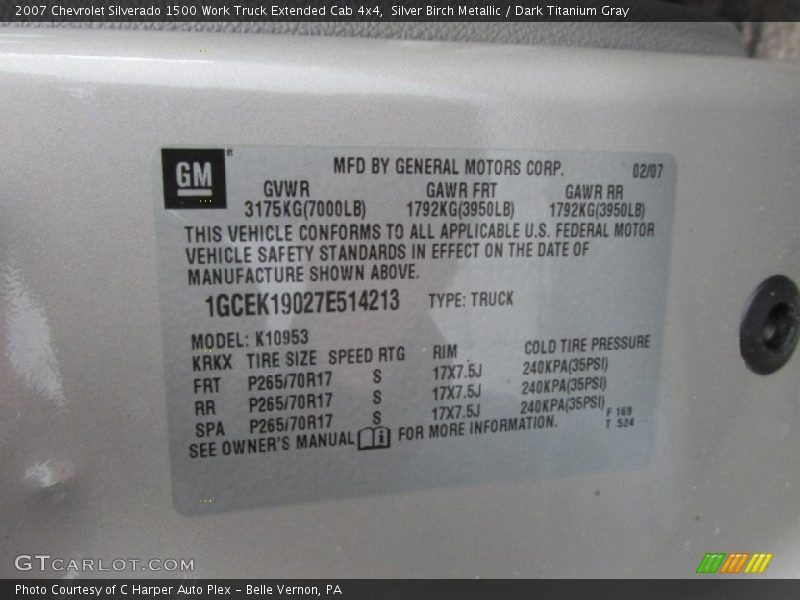 2007 Chevrolet Silverado 1500 Work Truck Extended Cab 4x4, Silver Birch Metallic / Dark Titanium Gray
GM
MFD BY GENERAL MOTORS CORP. 02/07
GVWR GAWR FRT GAWR RR
3175KG(7000LB) 1792KG(3950LB) 1792KG(3950LB)
THIS VEHICLE CONFORMS TO ALL APPLICABLE U.S. FEDERAL MOTOR
VEHICLE SAFETY STANDARDS IN EFFECT ON THE DATE OF
MANUFACTURE SHOWN ABOVE.
1GCEK19027E514213 TYPE: TRUCK
MODEL: K10953
KRKX TIRE SIZE SPEED RTG RIM COLD TIRE PRESSURE
FRT P265/70R17 S 17X7.5J 240KPA(35PSI)
RR P265/70R17 S 17X7.5J 240KPA(35PSI)
SPA P265/70R17 S 17X7.5J 240KPA(35PSI)
SEE OWNER'S MANUAL i FOR MORE INFORMATION.
F 169
T 524
GTCARLOT.COM
Photo Courtesy of C Harper Auto Plex - Belle Vernon, PA